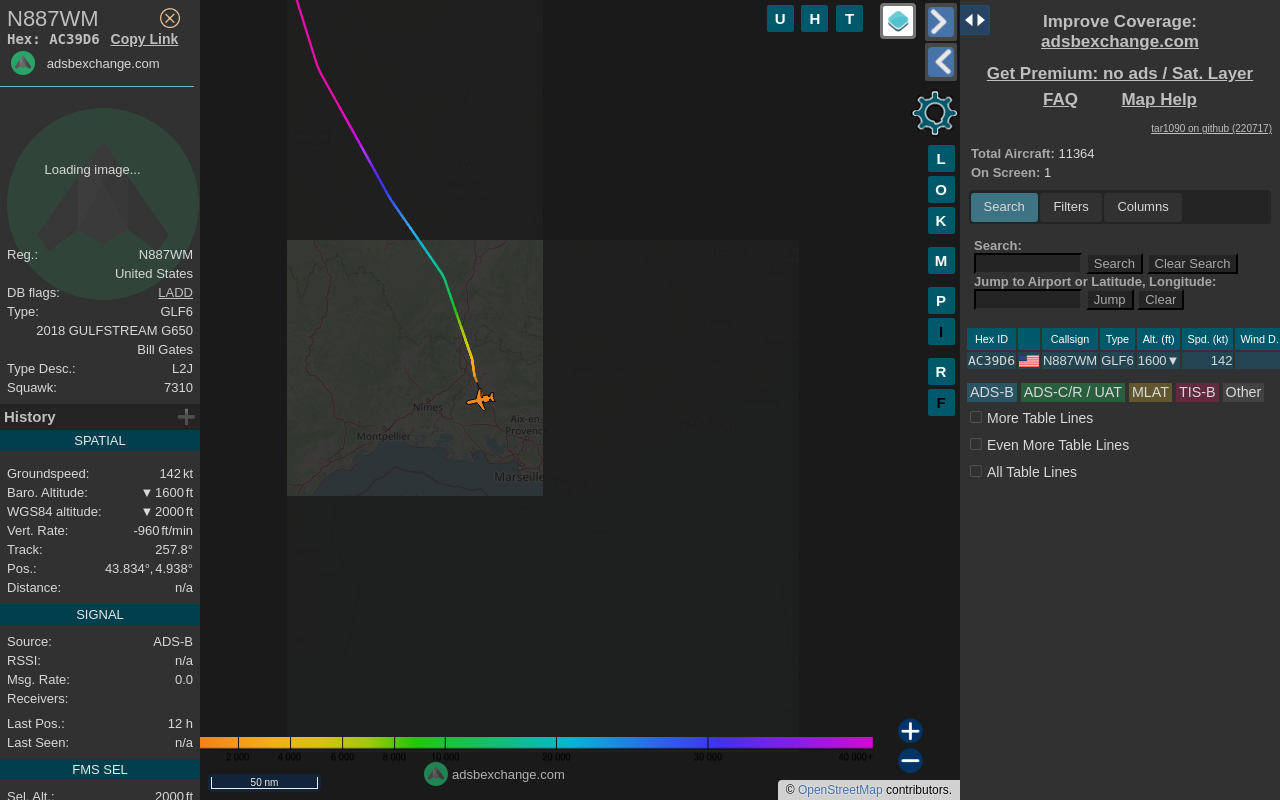 N887WM
Hex: AC39D6 Copy Link
adsbexchange.com
Loading image...
Reg.: N887WM
United States
DB flags: LADD
Type: GLF6
2018 GULFSTREAM G650
Bill Gates
Type Desc.: L2J
Squawk: 7310
History
SPATIAL
Groundspeed: 142 kt
Baro. Altitude: ▼ 1600 ft
WGS84 altitude: ▼ 2000 ft
Vert. Rate: -960 ft/min
Track: 257.8°
Pos.: 43.834°, 4.938°
Distance: n/a
SIGNAL
Source: ADS-B
RSSI: n/a
Msg. Rate: 0.0
Receivers:
Last Pos.: 12 h
Last Seen: n/a
FMS SEL
Sel. Alt.: 2000 ft
U H T
L
O
K
M
P
I
R
F
Nîmes
Montpellier
Aix-en-
Provence
Marseille
2 000 4 000 6 000 8 000 10 000 20 000 30 000 40 000+
50 nm
adsbexchange.com
© OpenStreetMap contributors.
Improve Coverage:
adsbexchange.com
Get Premium: no ads / Sat. Layer
FAQ Map Help
tar1090 on github (220717)
Total Aircraft: 11364
On Screen: 1
Search Filters Columns
Search:
Search Clear Search
Jump to Airport or Latitude, Longitude:
Jump Clear
Hex ID Callsign Type Alt. (ft) Spd. (kt) Wind D.
AC39D6 N887WM GLF6 1600▼ 142
ADS-B ADS-C/R / UAT MLAT TIS-B Other
More Table Lines
Even More Table Lines
All Table Lines